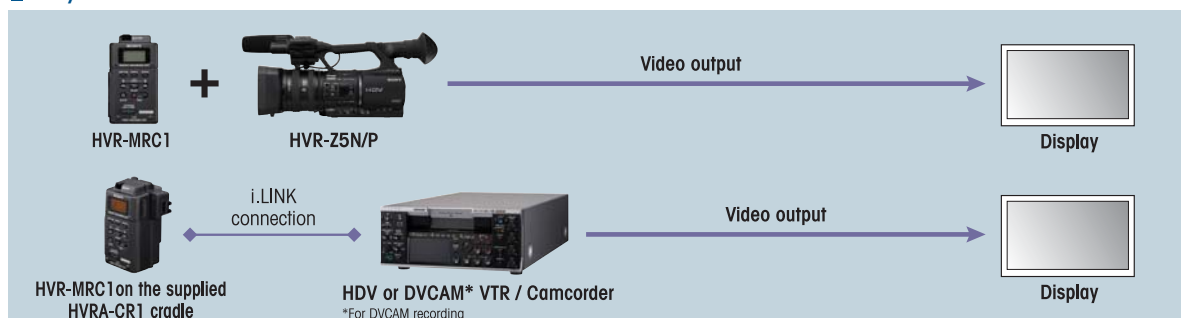 Video output
HVR-MRC1
HVR-Z5N/P
Display
i.LINK
connection
Video output
HVR-MRC1on the supplied
HVRA-CR1 cradle
HDV or DVCAM* VTR / Camcorder
*For DVCAM recording
Display